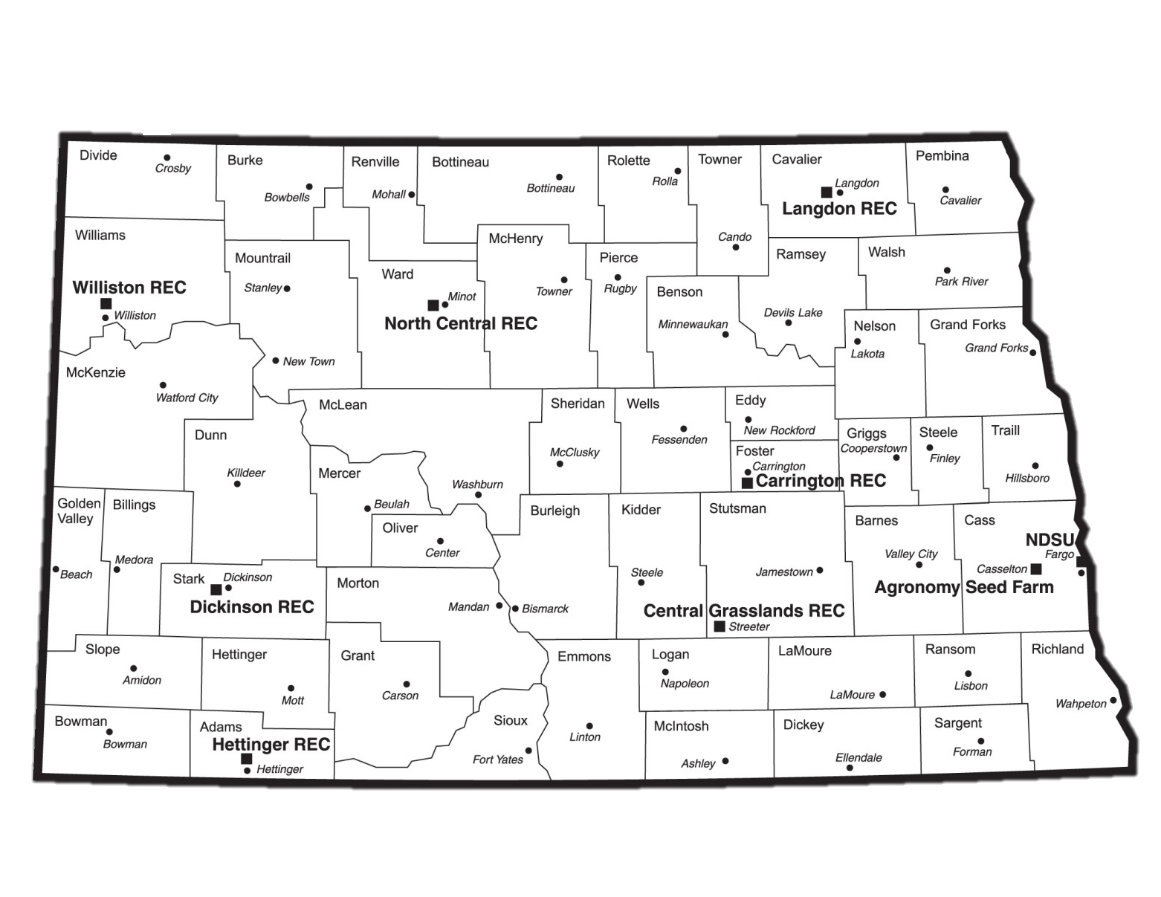 Divide
Crosby
Burke
Bowbells
Renville
Mohall
Bottineau
Bottineau
Rolette
Rolla
Towner
Cando
Cavalier
Langdon
Langdon REC
Pembina
Cavalier
Williams
Williston REC
Williston
Mountrail
Stanley
New Town
Ward
Minot
North Central REC
McHenry
Towner
Pierce
Rugby
Benson
Minnewaukan
Ramsey
Devils Lake
Walsh
Park River
Nelson
Lakota
Grand Forks
Grand Forks
McKenzie
Watford City
Dunn
Killdeer
McLean
Washburn
Mercer
Beulah
Oliver
Center
Sheridan
McClusky
Wells
Fessenden
Eddy
New Rockford
Foster
Carrington
Carrington REC
Griggs
Cooperstown
Steele
Finley
Traill
Hillsboro
Golden
Valley
Beach
Billings
Medora
Stark
Dickinson
Dickinson REC
Morton
Mandan
Burleigh
Bismarck
Kidder
Steele
Stutsman
Jamestown
Central Grasslands REC
Streeter
Barnes
Valley City
Cass
NDSU
Fargo
Casselton
Agronomy Seed Farm
Slope
Amidon
Hettinger
Mott
Grant
Carson
Sioux
Fort Yates
Emmons
Linton
Logan
Napoleon
LaMoure
LaMoure
Ransom
Lisbon
Richland
Wahpeton
Bowman
Bowman
Adams
Hettinger REC
Hettinger
McIntosh
Ashley
Dickey
Ellendale
Sargent
Forman